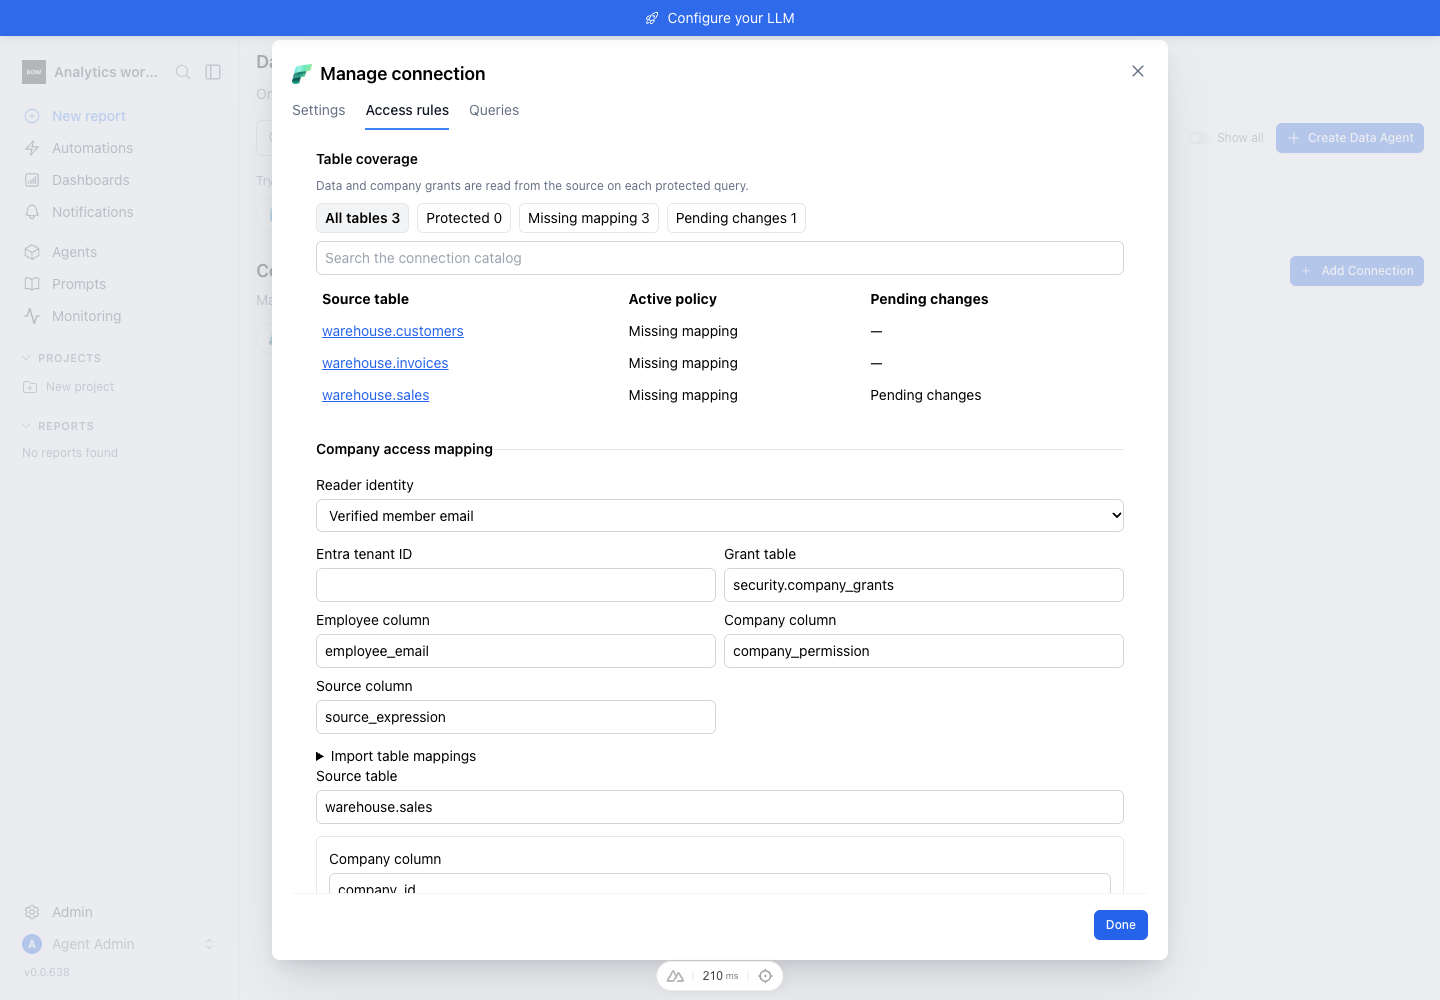 Configure your LLM
BOW
Analytics wor...
New report
Automations
Dashboards
Notifications
Agents
Prompts
Monitoring
PROJECTS
New project
REPORTS
No reports found
Admin
A
Agent Admin
v0.0.638
Da
Or
Try
Co
Ma
Show all
Create Data Agent
Add Connection
Manage connection
Settings
Access rules
Queries
Table coverage
Data and company grants are read from the source on each protected query.
All tables 3
Protected 0
Missing mapping 3
Pending changes 1
Search the connection catalog
Source table Active policy Pending changes
warehouse.customers Missing mapping —
warehouse.invoices Missing mapping —
warehouse.sales Missing mapping Pending changes
Company access mapping
Reader identity
Verified member email
Entra tenant ID
Grant table
security.company_grants
Employee column
employee_email
Company column
company_permission
Source column
source_expression
Import table mappings
Source table
warehouse.sales
Company column
company_id
Done
210 ms